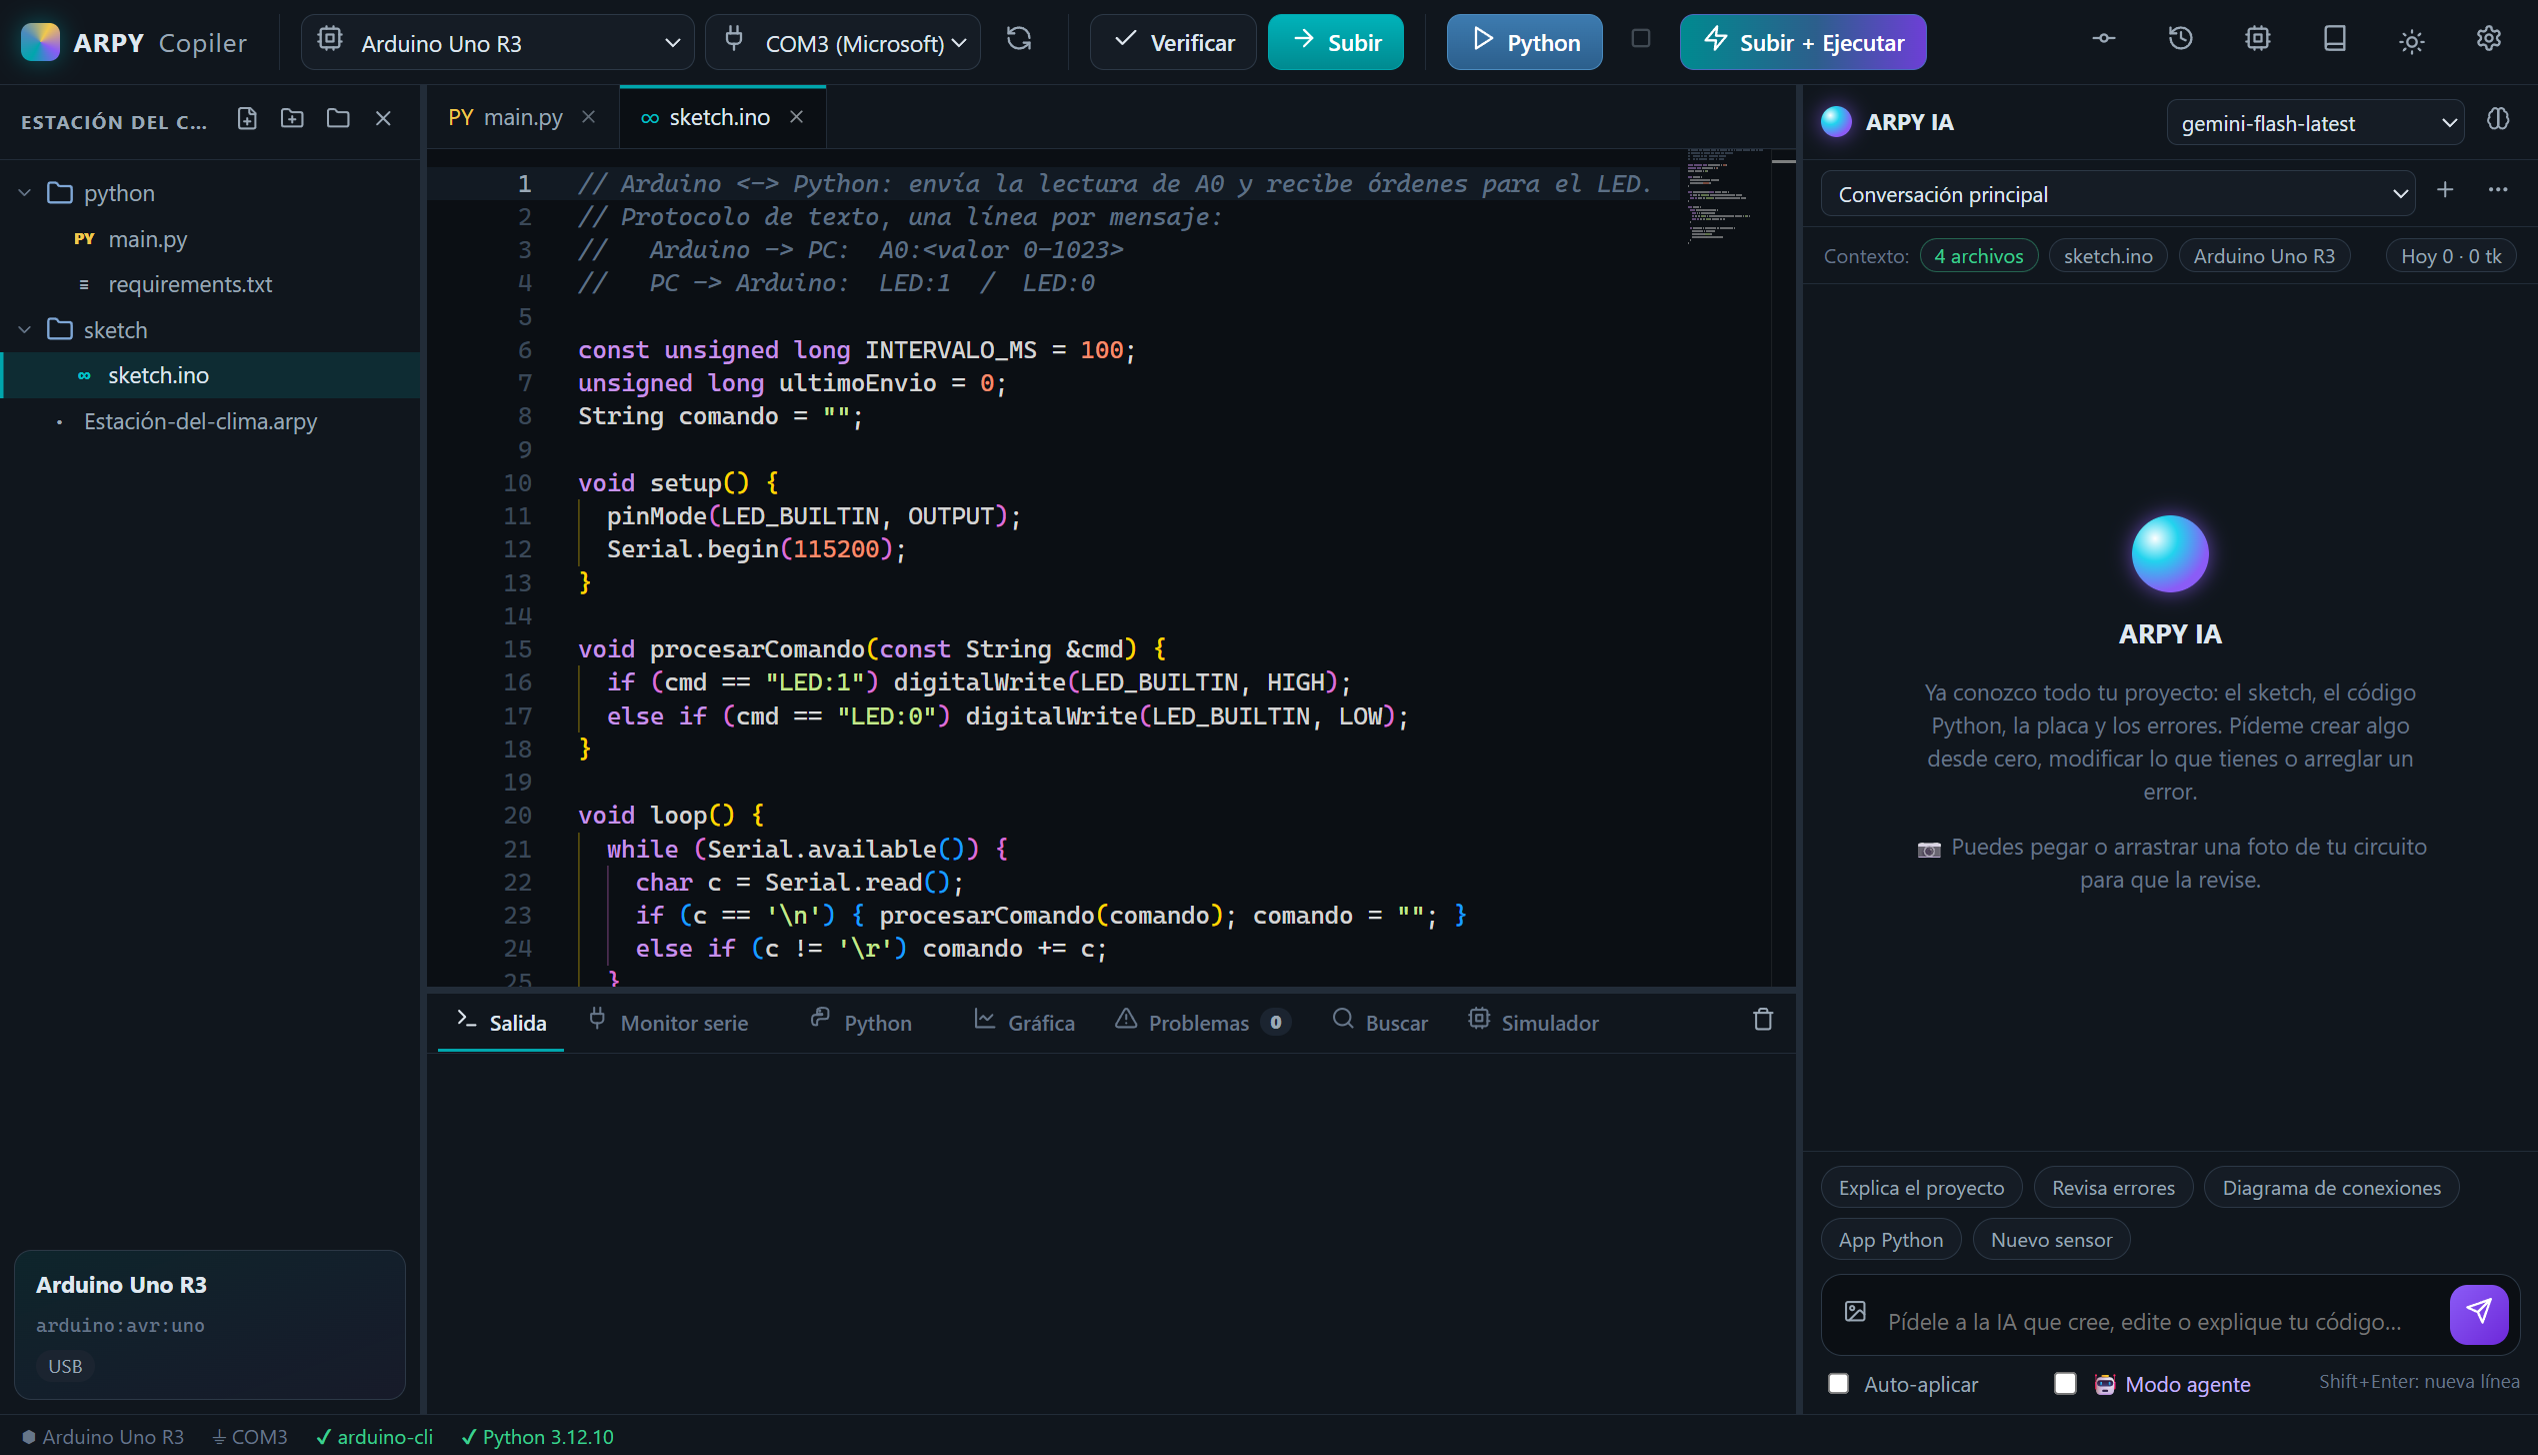 ARPY Copiler
Arduino Uno R3
COM3 (Microsoft)
Verificar
Subir
Python
Subir + Ejecutar
ESTACIÓN DEL C...
python
PY main.py
requirements.txt
sketch
∞ sketch.ino
Estación-del-clima.arpy
Arduino Uno R3
arduino:avr:uno
USB
PY main.py
∞ sketch.ino
1 // Arduino <-> Python: envía la lectura de A0 y recibe órdenes para el LED.
2 // Protocolo de texto, una línea por mensaje:
3 //   Arduino -> PC:  A0:<valor 0-1023>
4 //   PC -> Arduino:  LED:1  /  LED:0
5
6 const unsigned long INTERVALO_MS = 100;
7 unsigned long ultimoEnvio = 0;
8 String comando = "";
9
10 void setup() {
11   pinMode(LED_BUILTIN, OUTPUT);
12   Serial.begin(115200);
13 }
14
15 void procesarComando(const String &cmd) {
16   if (cmd == "LED:1") digitalWrite(LED_BUILTIN, HIGH);
17   else if (cmd == "LED:0") digitalWrite(LED_BUILTIN, LOW);
18 }
19
20 void loop() {
21   while (Serial.available()) {
22     char c = Serial.read();
23     if (c == '\n') { procesarComando(comando); comando = ""; }
24     else if (c != '\r') comando += c;
25   }
Salida
Monitor serie
Python
Gráfica
Problemas 0
Buscar
Simulador
ARPY IA
gemini-flash-latest
Conversación principal
Contexto: 4 archivos sketch.ino Arduino Uno R3 Hoy 0 · 0 tk
ARPY IA
Ya conozco todo tu proyecto: el sketch, el código
Python, la placa y los errores. Pídeme crear algo
desde cero, modificar lo que tienes o arreglar un
error.
📷 Puedes pegar o arrastrar una foto de tu circuito
para que la revise.
Explica el proyecto
Revisa errores
Diagrama de conexiones
App Python
Nuevo sensor
Pídele a la IA que cree, edite o explique tu código...
Auto-aplicar
Modo agente
Shift+Enter: nueva línea
Arduino Uno R3
COM3
✓ arduino-cli
✓ Python 3.12.10